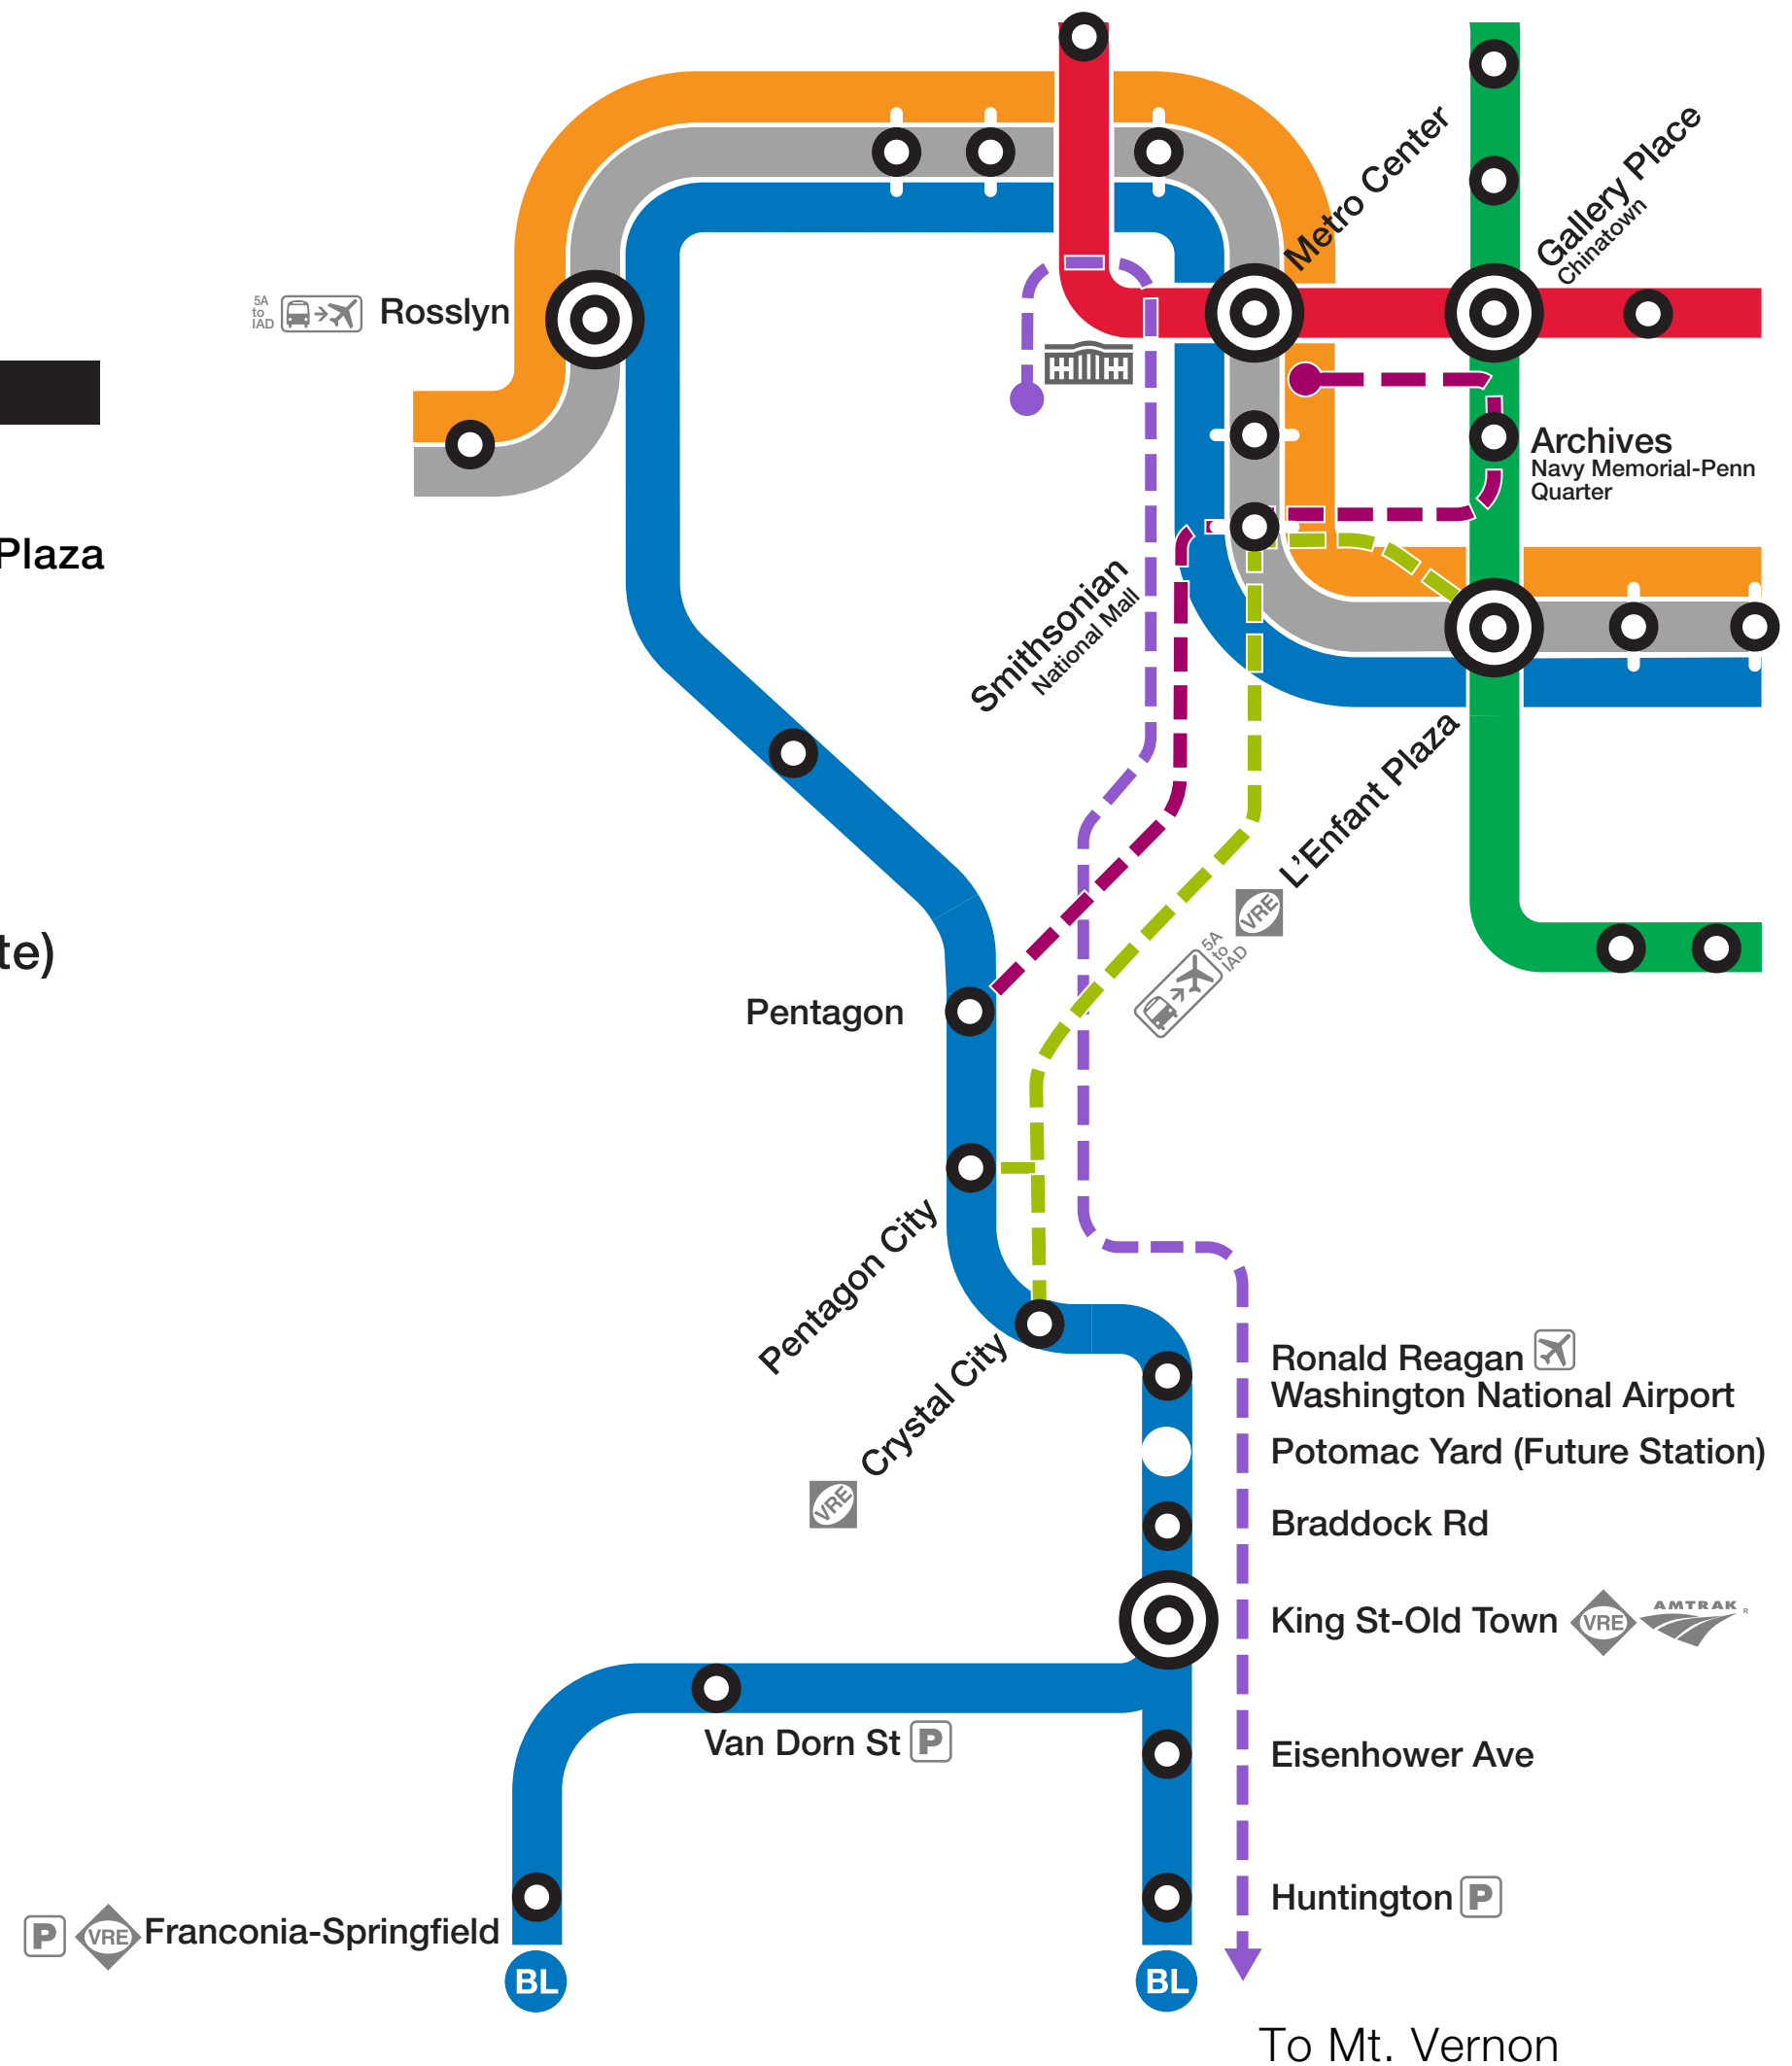 Metro Center
Gallery Place
Chinatown
5A
to
IAD
Rosslyn
Archives
Navy Memorial-Penn
Quarter
Plaza
Smithsonian
National Mall
L'Enfant Plaza
VRE
5A
to
IAD
te)
Pentagon
Pentagon City
Crystal City
VRE
Ronald Reagan
Washington National Airport
Potomac Yard (Future Station)
Braddock Rd
King St-Old Town VRE AMTRAK R
Van Dorn St P
Eisenhower Ave
Huntington P
P VRE Franconia-Springfield
BL
BL
To Mt. Vernon